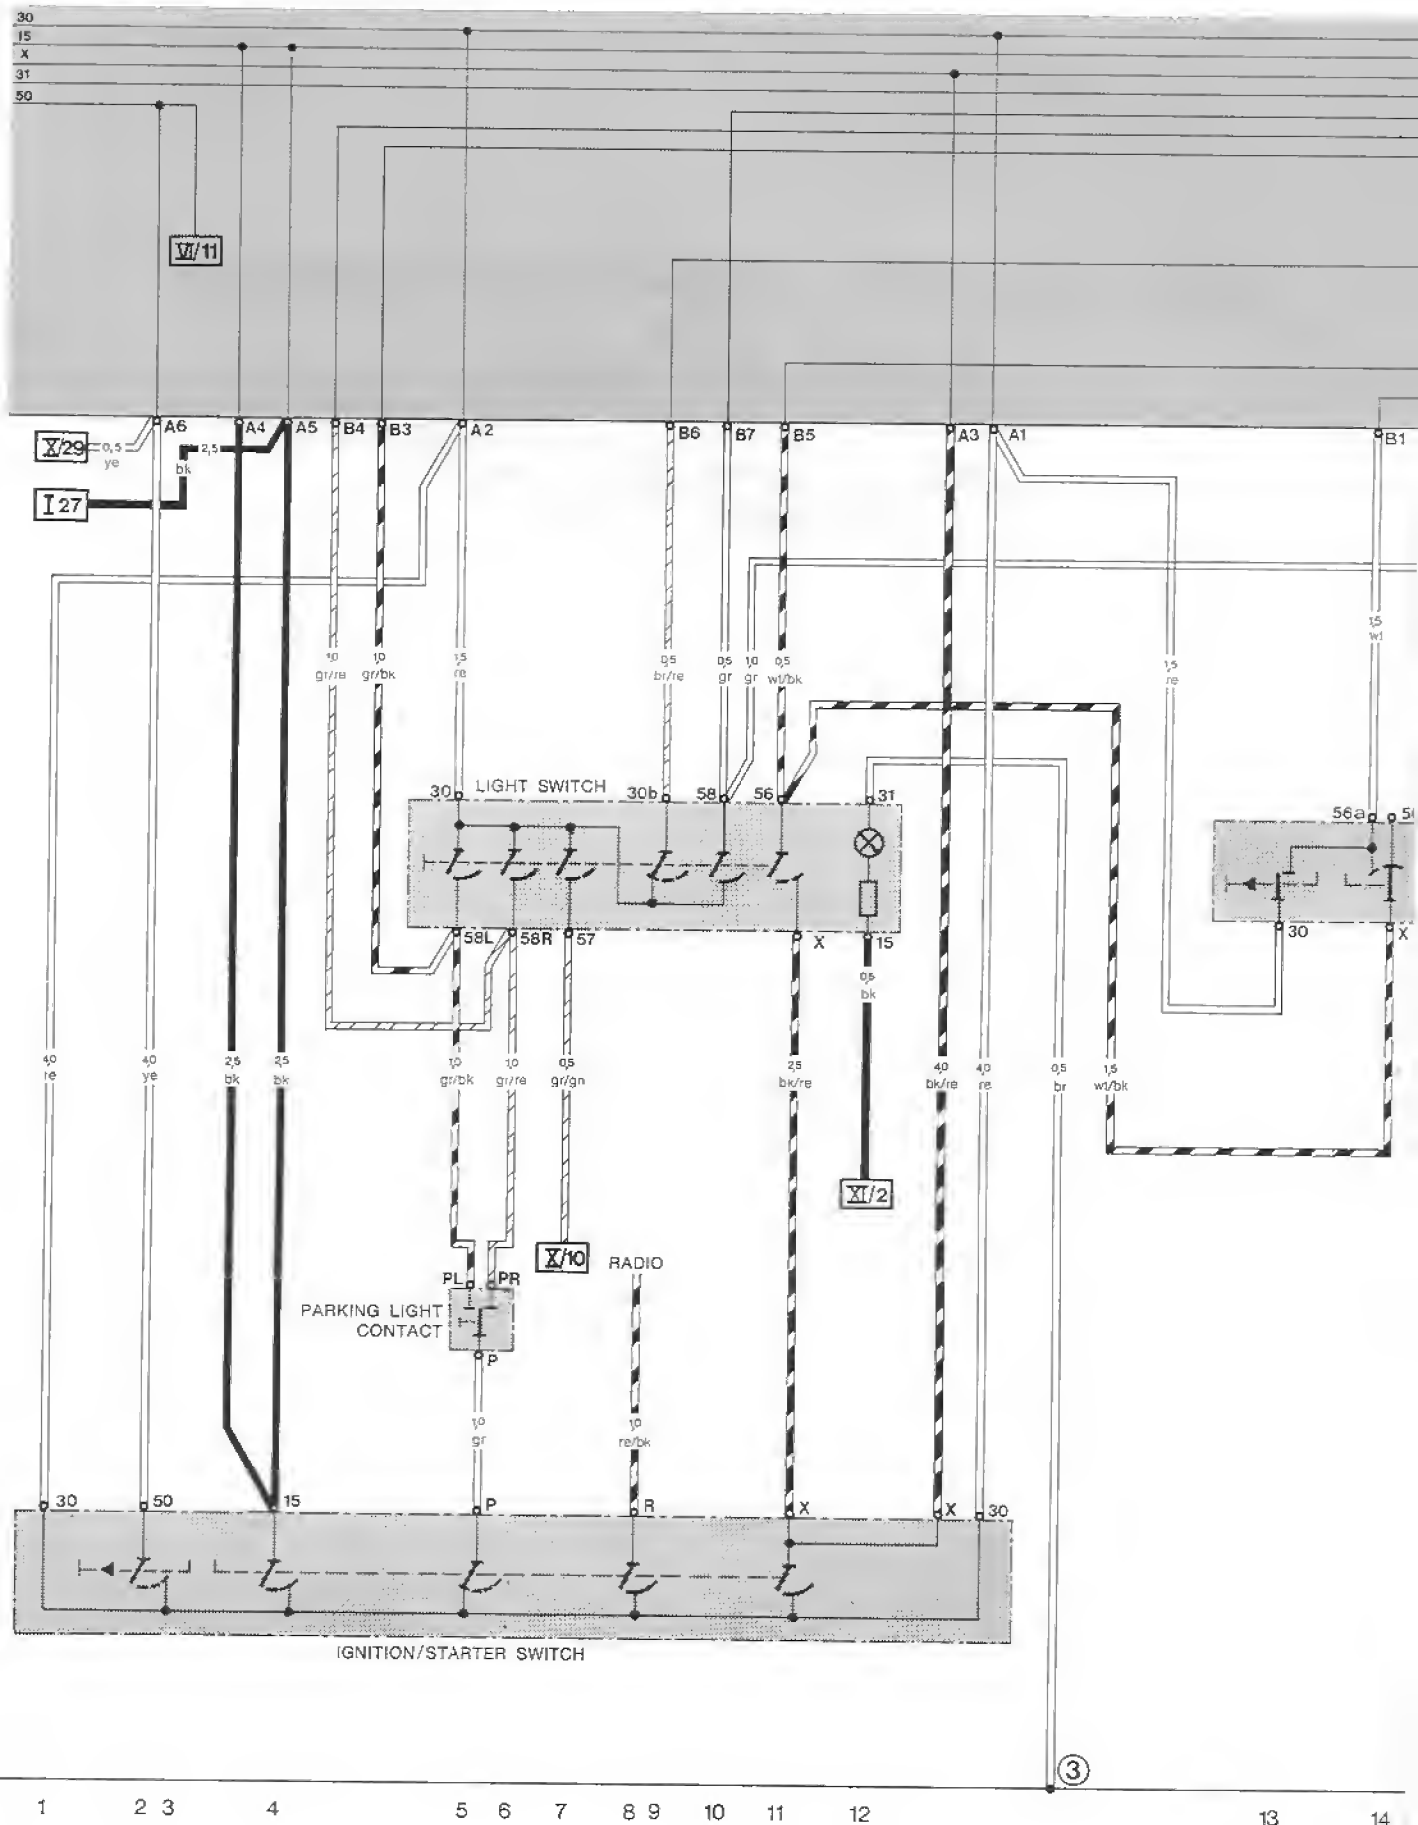 30
15
X
31
50
VI/11
A6 A4 A5 B4 B3 A2 B6 B7 B5 A3 A1 B1
X/29 0,5 2,5
ye bk
I 27
1,0 1,0 1,5 0,5 0,5 1,0 0,5 1,5 1,5
gr/re gr/bk re br/re gr gr wt/bk re wt
30 LIGHT SWITCH 30b 58 56 31
56a 56
58L 58R 57 X 15 30 X
0,5
bk
4,0 4,0 2,5 2,5 1,0 1,0 0,5 2,5 4,0 4,0 0,5 1,5
re ye bk bk gr/bk gr/re gr/gn bk/re bk/re re br wt/bk
XI/2
X/10 RADIO
PL PR
PARKING LIGHT
CONTACT
P
1,0 1,0
gr re/bk
30 50 15 P R X X 30
IGNITION/STARTER SWITCH
3
1 2 3 4 5 6 7 8 9 10 11 12 13 14